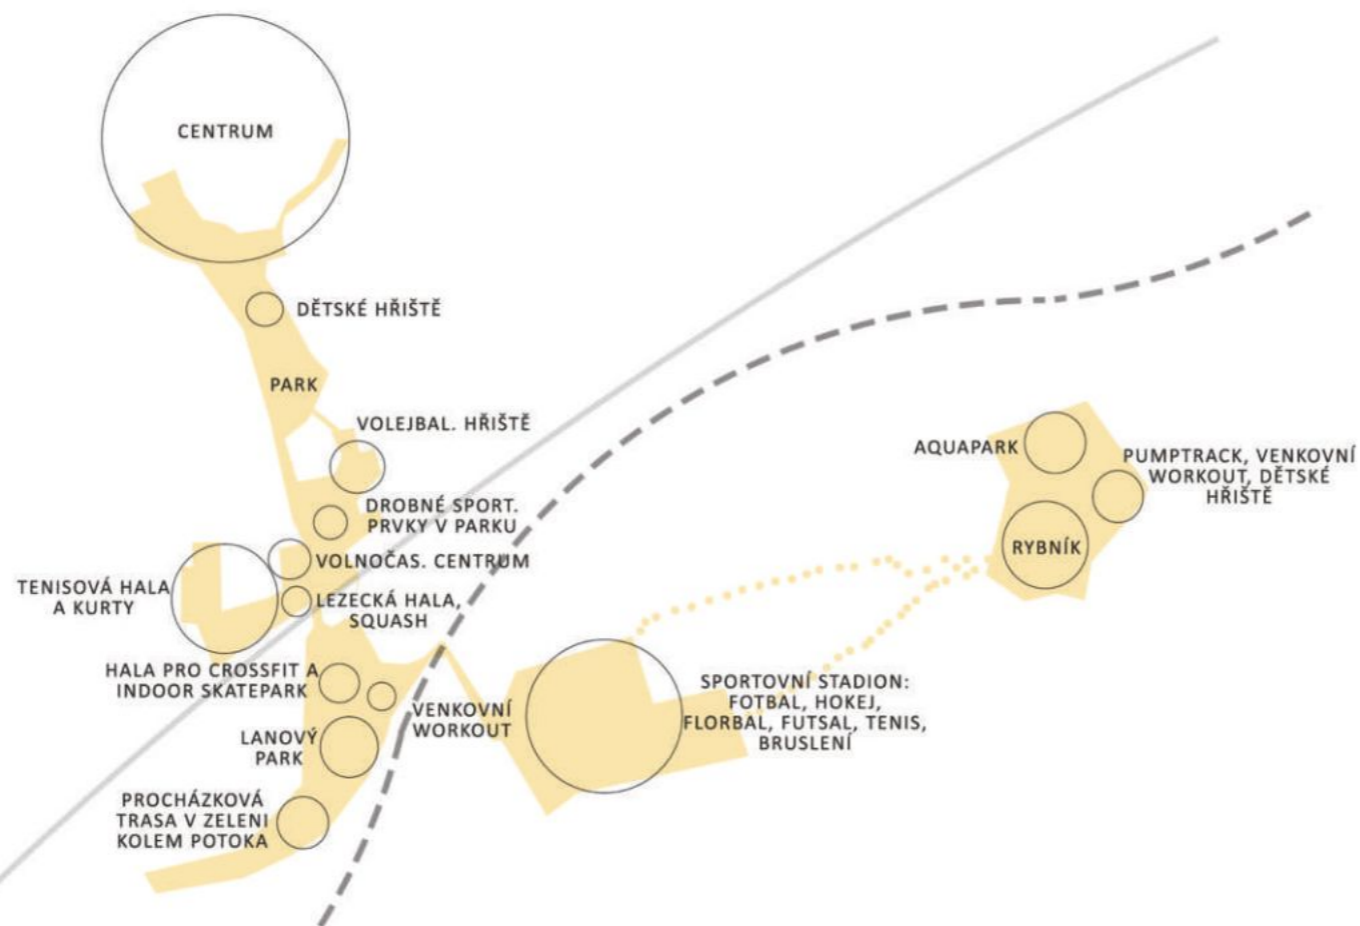 CENTRUM
DĚTSKÉ HŘIŠTĚ
PARK
VOLEJBAL. HŘIŠTĚ
DROBNÉ SPORT.
PRVKY V PARKU
VOLNOČAS. CENTRUM
TENISOVÁ HALA
A KURTY
LEZECKÁ HALA,
SQUASH
HALA PRO CROSSFIT A
INDOOR SKATEPARK
VENKOVNÍ
WORKOUT
LANOVÝ
PARK
PROCHÁZKOVÁ
TRASA V ZELENI
KOLEM POTOKA
SPORTOVNÍ STADION:
FOTBAL, HOKEJ,
FLORBAL, FUTSAL, TENIS,
BRUSLENÍ
AQUAPARK
PUMPTRACK, VENKOVNÍ
WORKOUT, DĚTSKÉ
HŘIŠTĚ
RYBNÍK